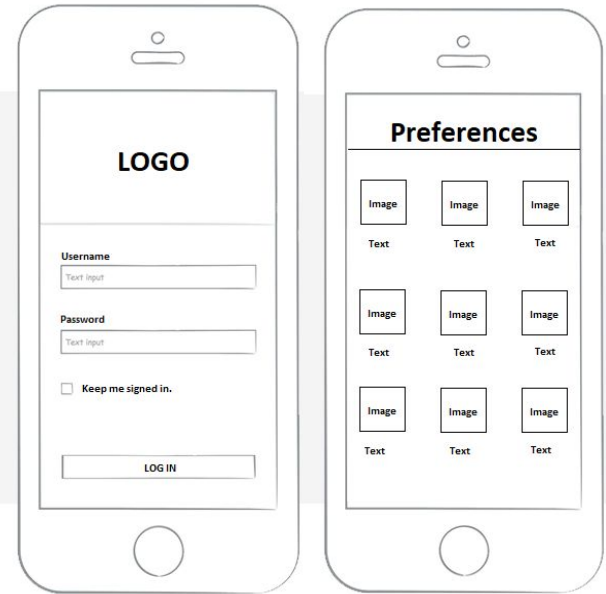 LOGO
Username
Text input
Password
Text input
Keep me signed in.
LOG IN
Preferences
Image Image Image
Text Text Text
Image Image Image
Text Text Text
Image Image Image
Text Text Text